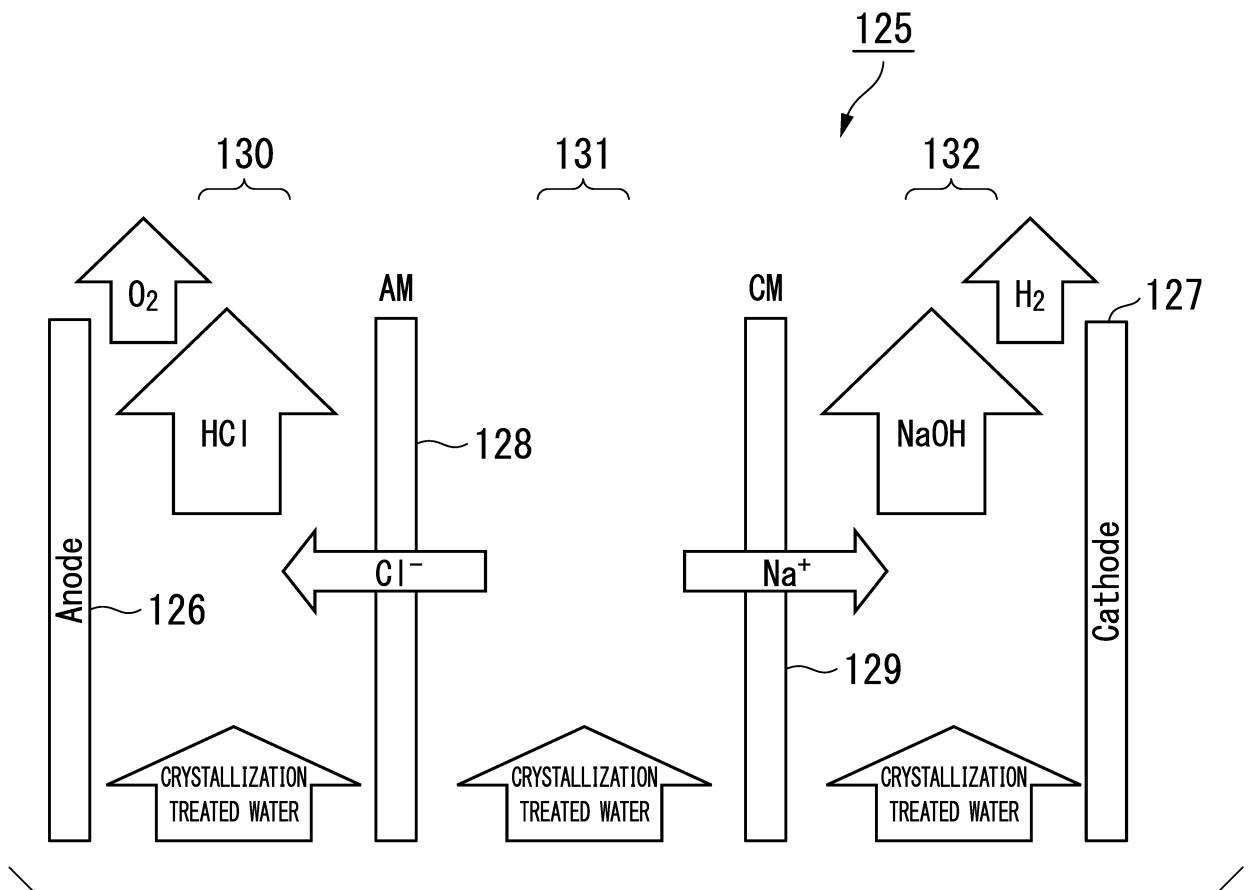 125
130
131
132
O₂
AM
CM
H₂
127
HCl
128
NaOH
Anode
126
Cl⁻
Na⁺
129
Cathode
CRYSTALLIZATION
TREATED WATER
CRYSTALLIZATION
TREATED WATER
CRYSTALLIZATION
TREATED WATER